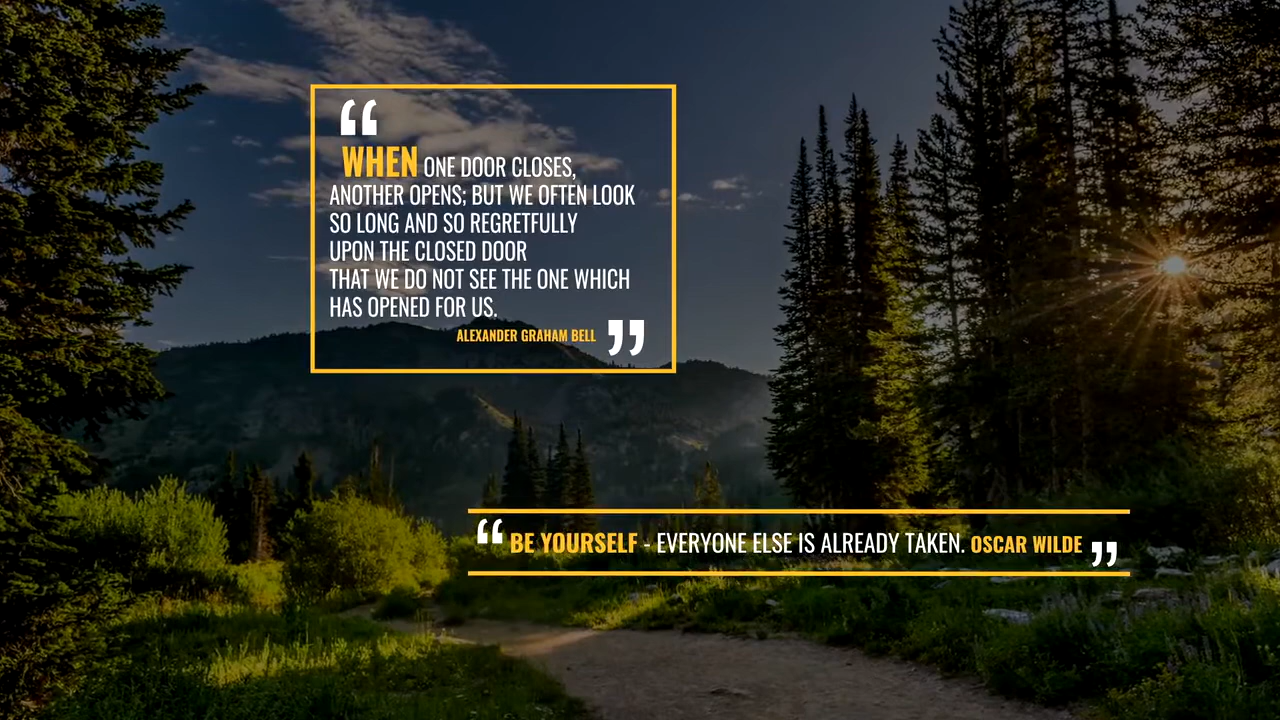 “
WHEN ONE DOOR CLOSES,
ANOTHER OPENS; BUT WE OFTEN LOOK
SO LONG AND SO REGRETFULLY
UPON THE CLOSED DOOR
THAT WE DO NOT SEE THE ONE WHICH
HAS OPENED FOR US.
ALEXANDER GRAHAM BELL ”
“ BE YOURSELF - EVERYONE ELSE IS ALREADY TAKEN. OSCAR WILDE ”